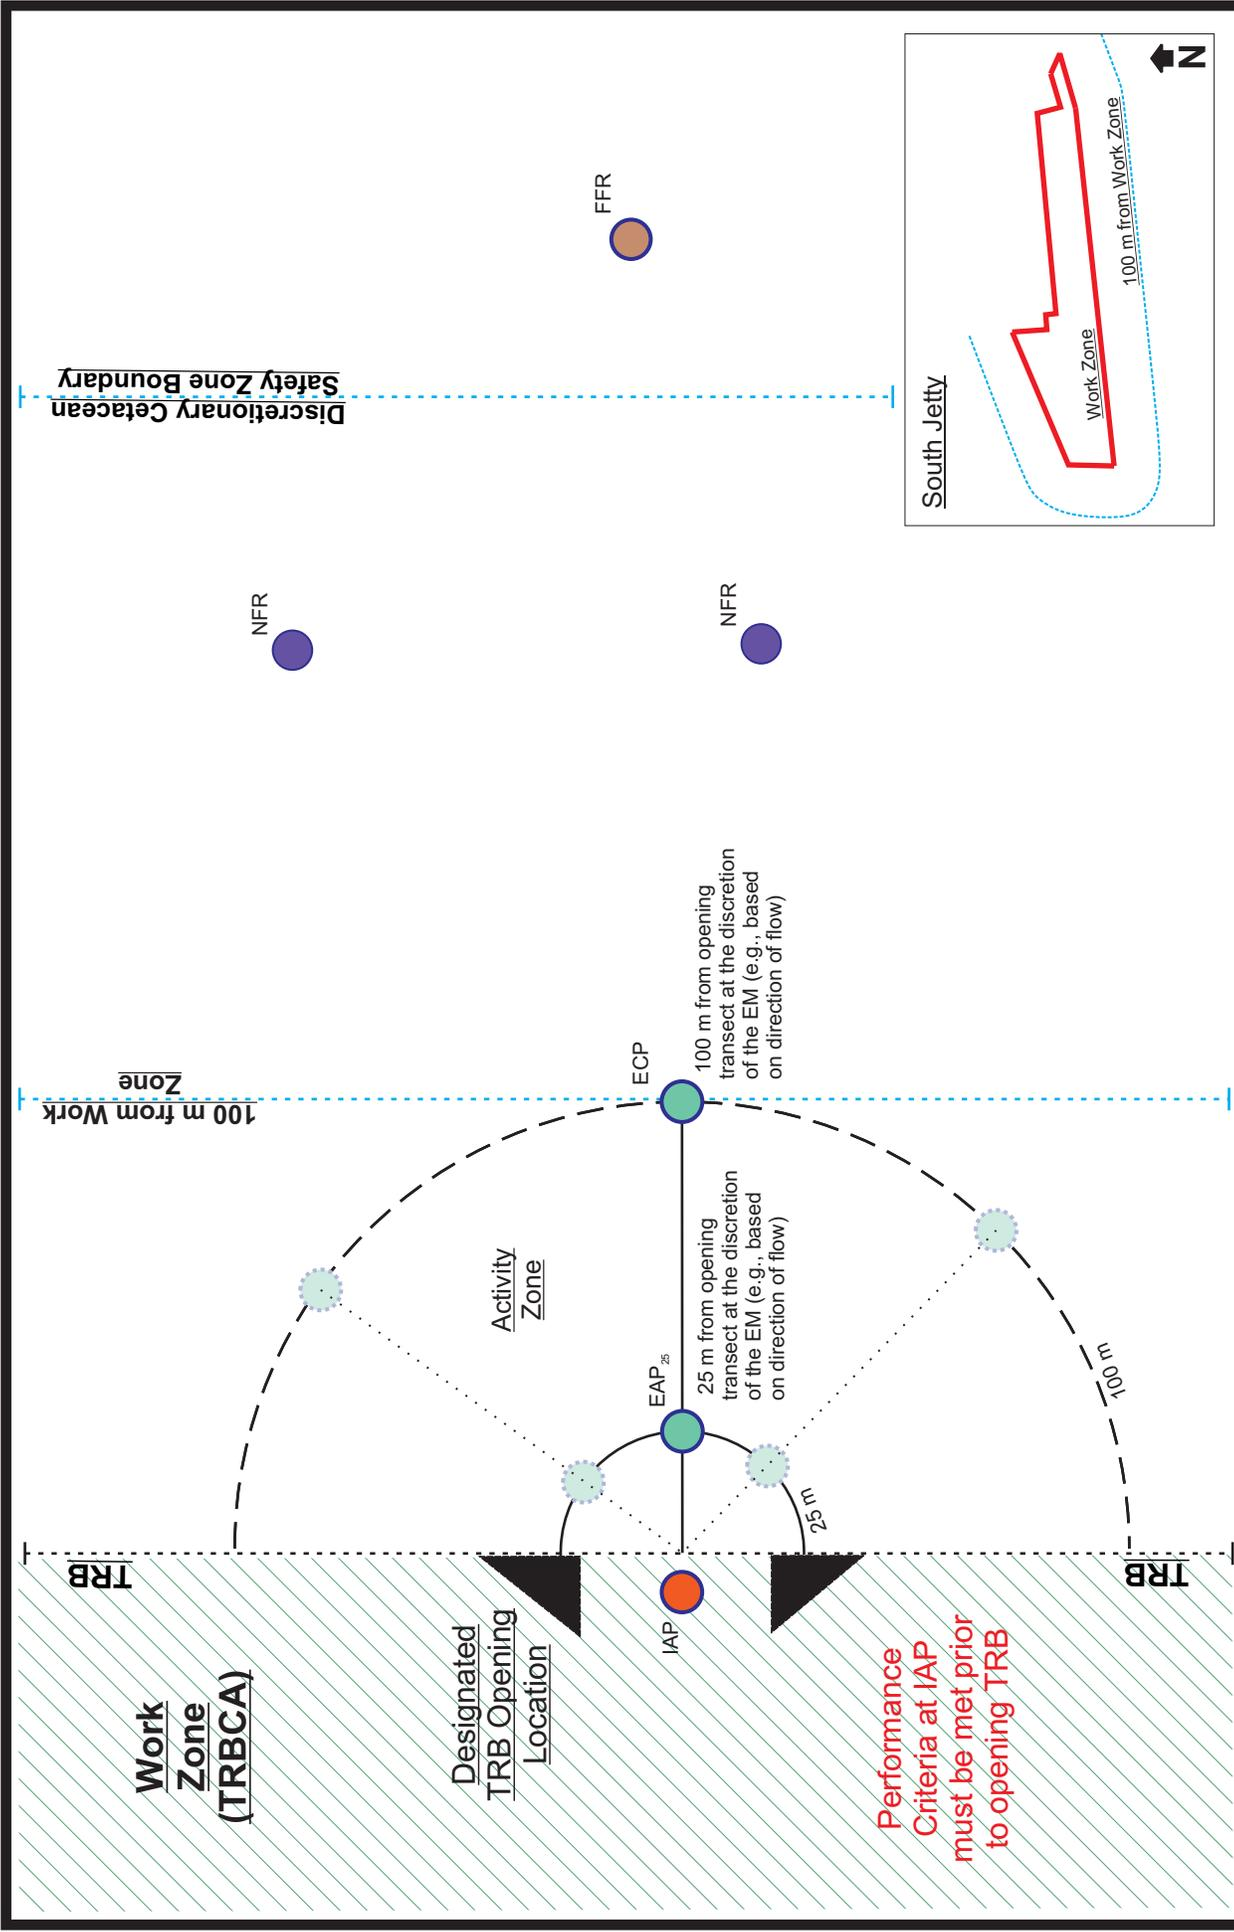 Work
Zone
(TRBCA)
TRB
100 m from Work
Zone
Discretionary Cetacean
Safety Zone Boundary
NFR
Designated
TRB Opening
Location
Activity
Zone
FFR
IAP
EAP25
ECP
25 m from opening
transect at the discretion
of the EM (e.g., based
on direction of flow)
100 m from opening
transect at the discretion
of the EM (e.g., based
on direction of flow)
NFR
25 m
100 m
Performance
Criteria at IAP
must be met prior
to opening TRB
TRB
South Jetty
Work Zone
100 m from Work Zone
N